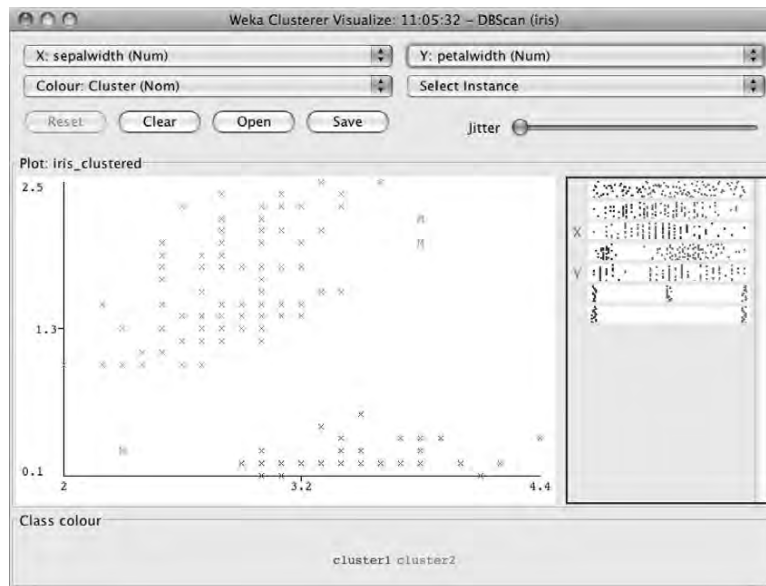 Weka Clusterer Visualize: 11:05:32 – DBScan (iris)
X: sepalwidth (Num) Y: petalwidth (Num)
Colour: Cluster (Nom) Select Instance
Reset Clear Open Save Jitter
Plot: iris_clustered
2.5
X
Y
1.3
0.1
2 3.2 4.4
Class colour
cluster1 cluster2